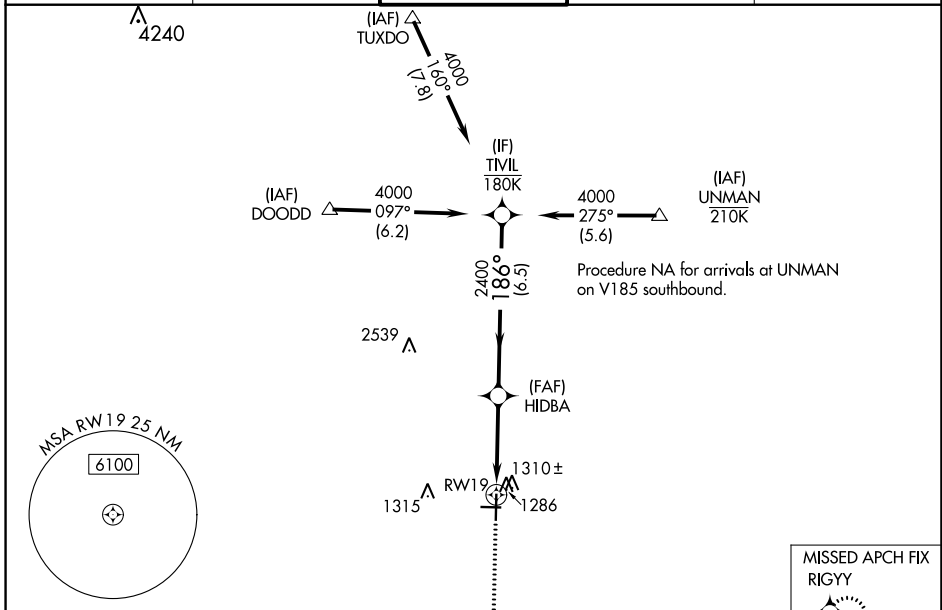 4240
(IAF)
TUXDO
4000
160°
(7.8)
(IF)
TIVIL
180K
(IAF)
DOODD
4000
097°
(6.2)
4000
275°
(5.6)
(IAF)
UNMAN
210K
Procedure NA for arrivals at UNMAN
on V185 southbound.
2400
186°
(6.5)
2539
(FAF)
HIDBA
MSA RW19 25 NM
6100
1310±
RW19
1315
1286
MISSED APCH FIX
RIGYY